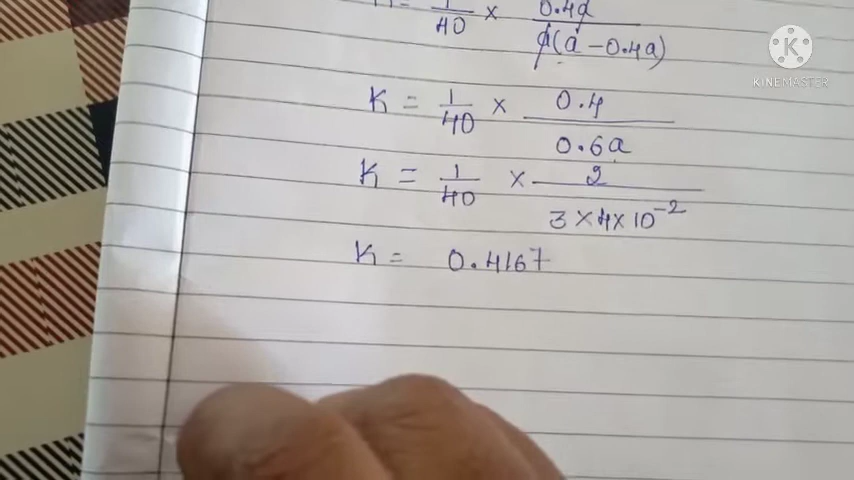 K = 1/40 × 0.4a / a(a - 0.4a)
K
KINEMASTER
K = 1/40 × 0.4 / 0.6a
K = 1/40 × 2 / 3×4×10⁻²
K = 0.4167